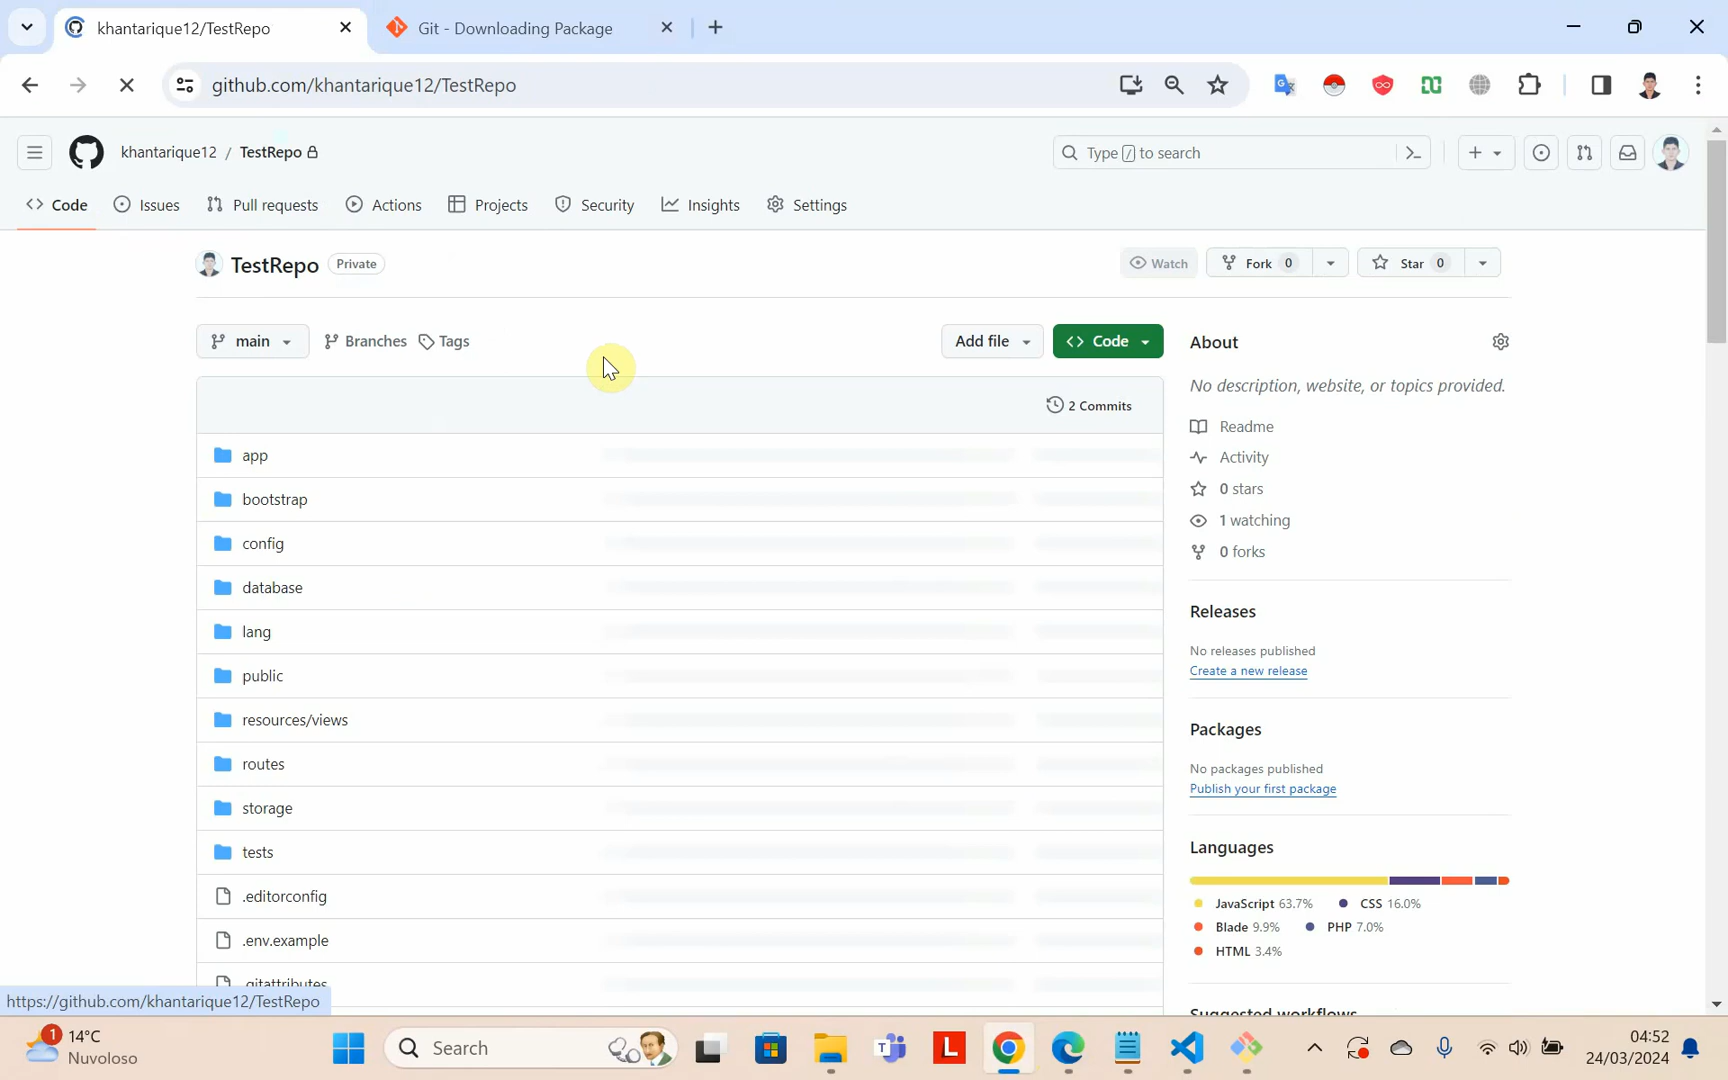 khantarique12/TestRepo
Git - Downloading Package
github.com/khantarique12/TestRepo
khantarique12 / TestRepo
Type / to search
Code
Issues
Pull requests
Actions
Projects
Security
Insights
Settings
TestRepo
Private
Watch
Fork 0
Star 0
main
Branches
Tags
Add file
Code
About
No description, website, or topics provided.
2 Commits
Readme
app
Activity
0 stars
bootstrap
1 watching
config
0 forks
database
Releases
lang
No releases published
public
Create a new release
resources/views
Packages
routes
No packages published
Publish your first package
storage
Languages
tests
.editorconfig
JavaScript 63.7%
CSS 16.0%
Blade 9.9%
PHP 7.0%
.env.example
HTML 3.4%
.gitattributes
https://github.com/khantarique12/TestRepo
Suggested workflows
1
14°C
Nuvoloso
Search
L
04:52
24/03/2024